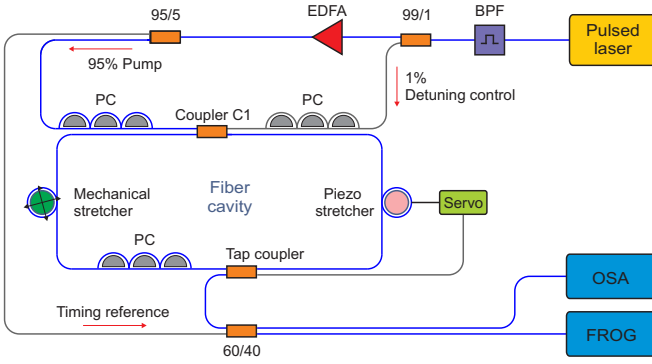 95/5
EDFA
99/1
BPF
Pulsed
laser
95% Pump
1%
Detuning control
PC
Coupler C1
PC
Mechanical
stretcher
Fiber
cavity
Piezo
stretcher
Servo
PC
Tap coupler
OSA
Timing reference
FROG
60/40